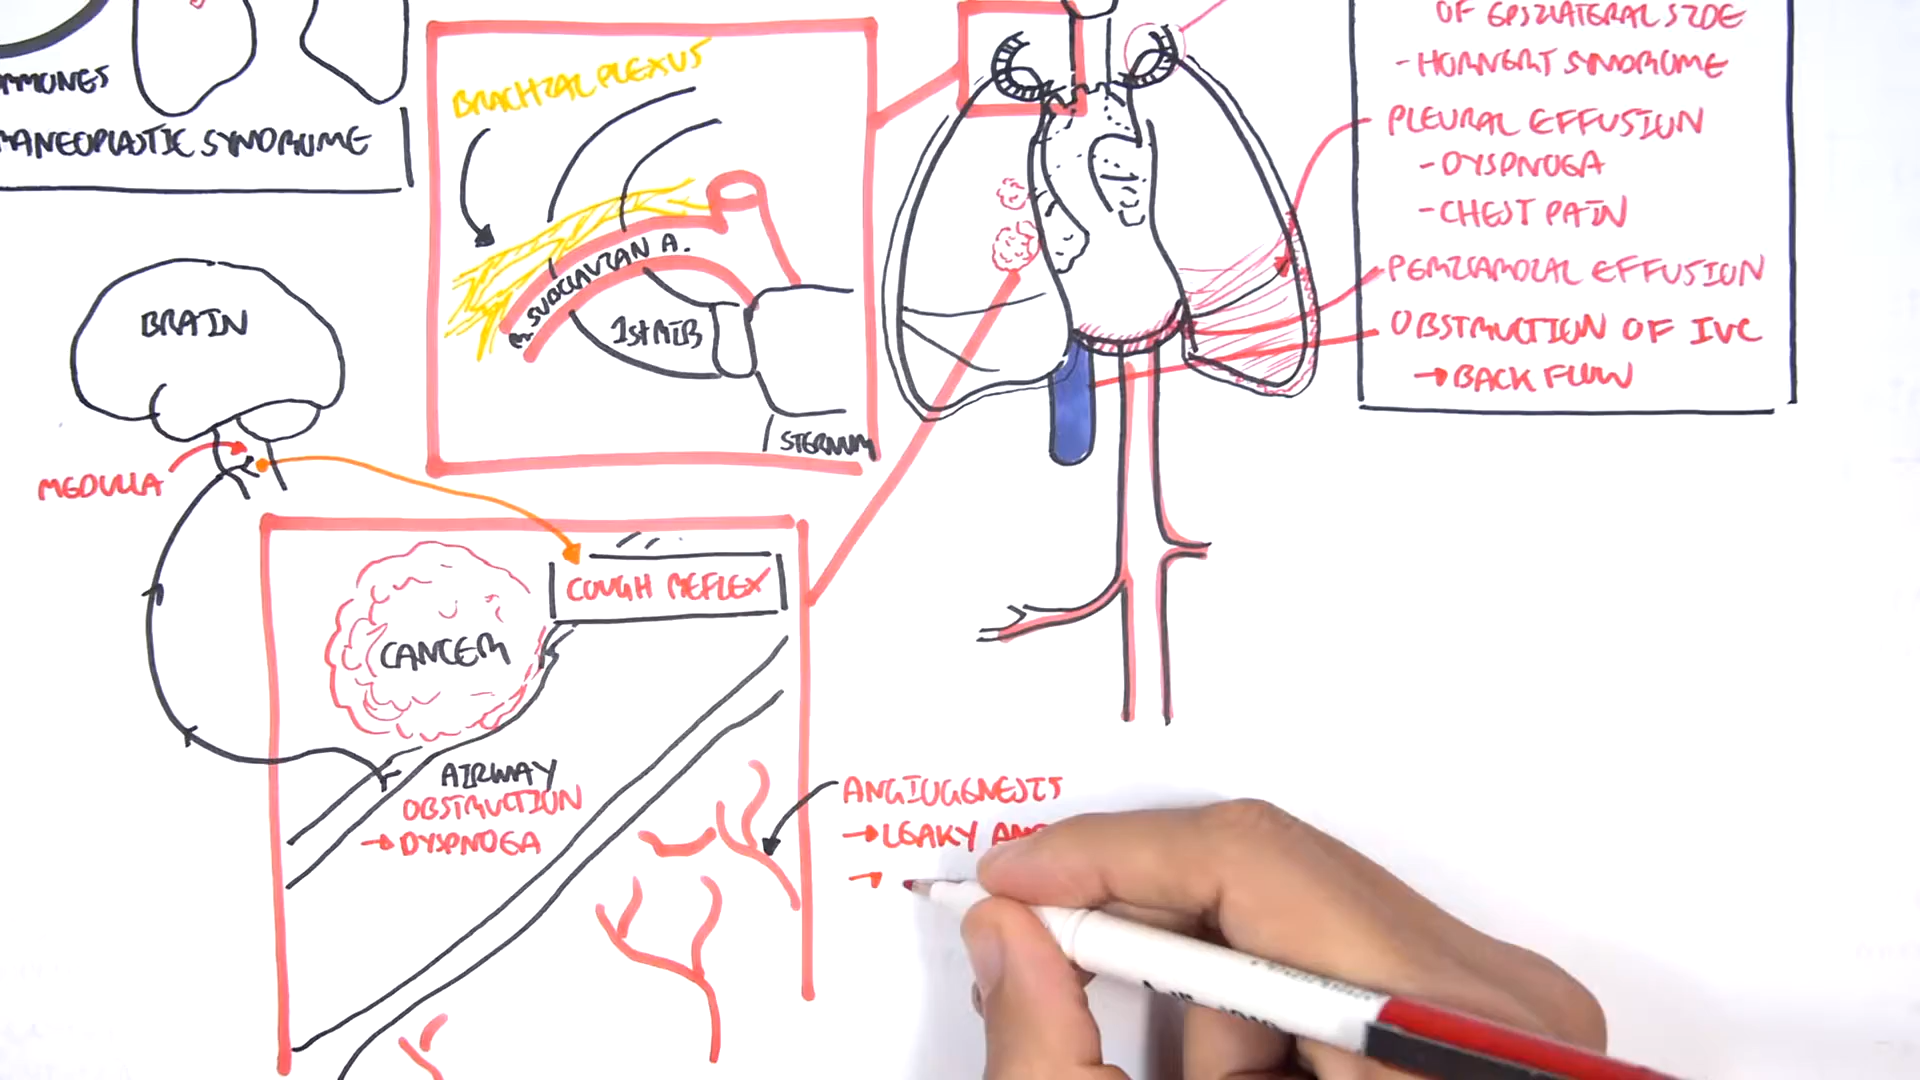 OF IPSILATERAL SIDE
- HORNER'S SYNDROME
PLEURAL EFFUSION
- DYSPNOEA
- CHEST PAIN
PERICARDIAL EFFUSION
OBSTRUCTION OF IVC
→ BACK FLOW
PARANEOPLASTIC SYNDROME
BRACHIAL PLEXUS
R. SUBCLAVIAN A.
1st RIB
STERNUM
BRAIN
MEDULLA
COUGH REFLEX
CANCER
AIRWAY
OBSTRUCTION
→ DYSPNOEA
ANGIOGENESIS
→ LEAKY
→